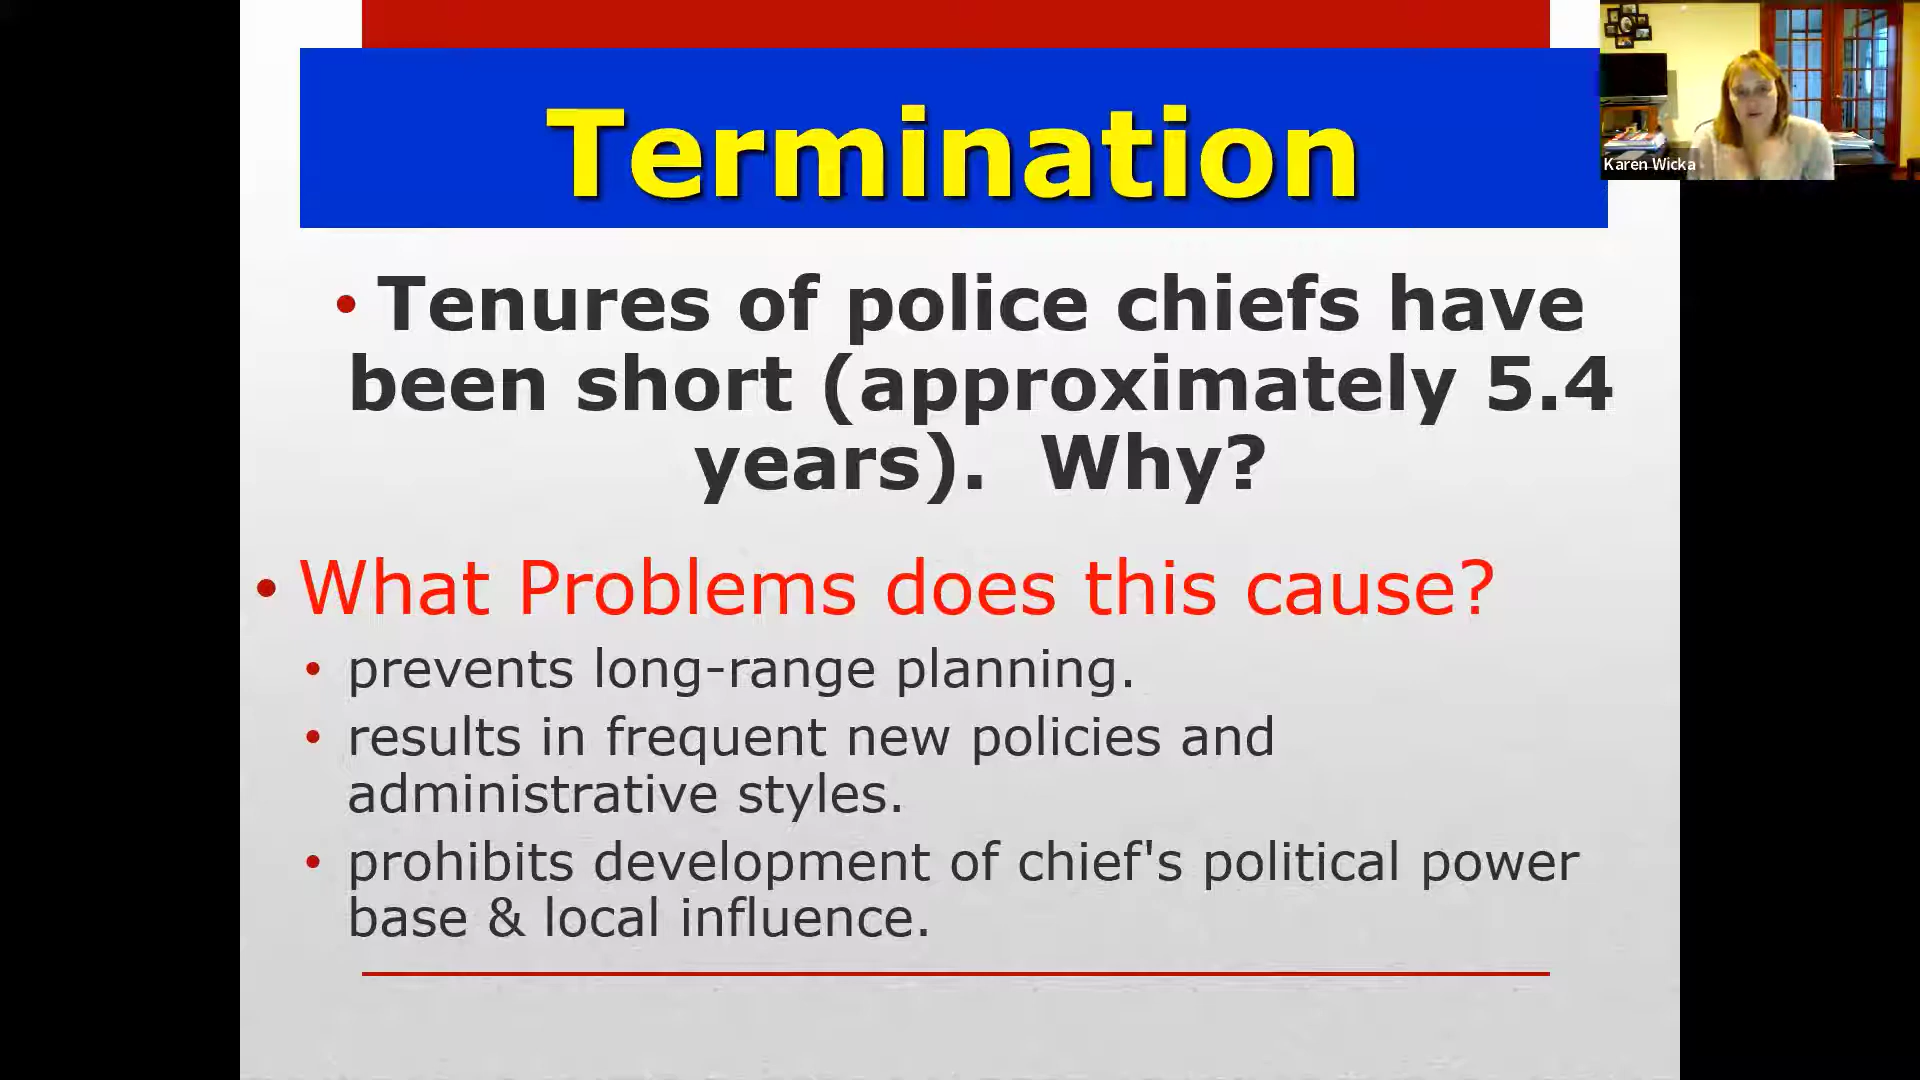 Termination
Karen Wicka
• Tenures of police chiefs have
been short (approximately 5.4
years).  Why?
• What Problems does this cause?
• prevents long-range planning.
• results in frequent new policies and
administrative styles.
• prohibits development of chief's political power
base & local influence.